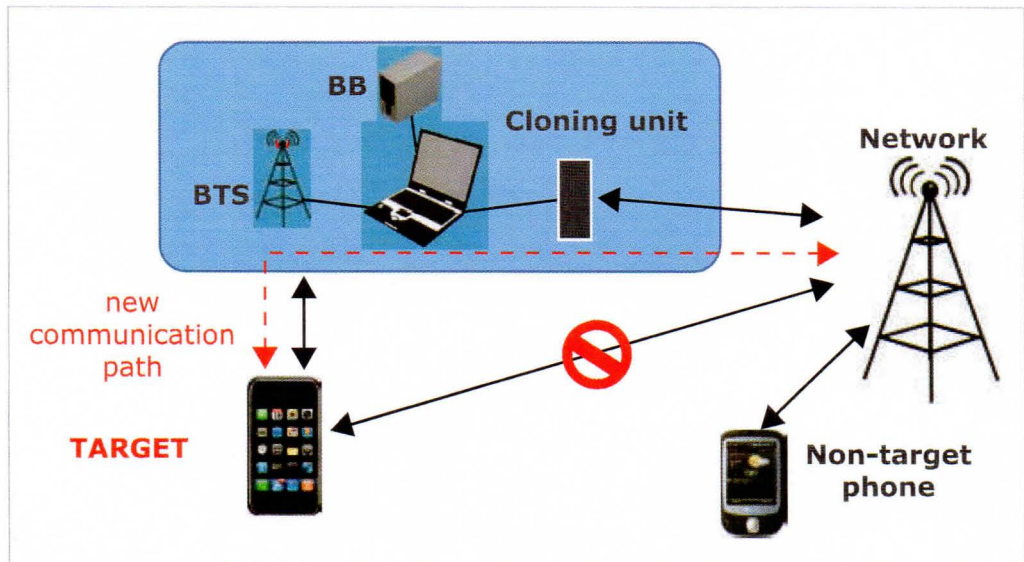 BB
Cloning unit
BTS
Network
new
communication
path
TARGET
Non-target
phone